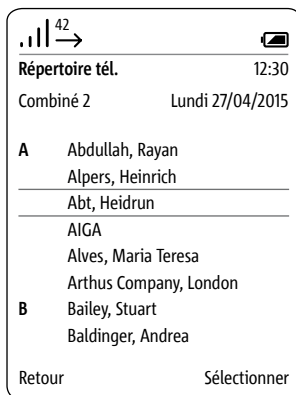 42
Répertoire tél. 12:30
Combiné 2 Lundi 27/04/2015
A Abdullah, Rayan
Alpers, Heinrich
Abt, Heidrun
AIGA
Alves, Maria Teresa
Arthus Company, London
B Bailey, Stuart
Baldinger, Andrea
Retour Sélectionner